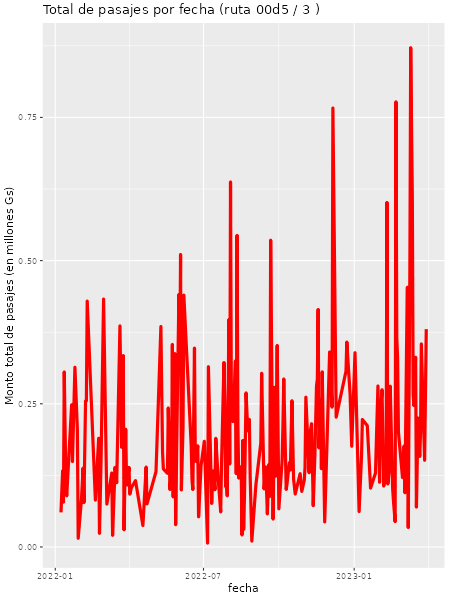 Total de pasajes por fecha (ruta 00d5 / 3 )
Monto total de pasajes (en millones Gs)
0.75
0.50
0.25
0.00
2022-01 2022-07 2023-01
fecha